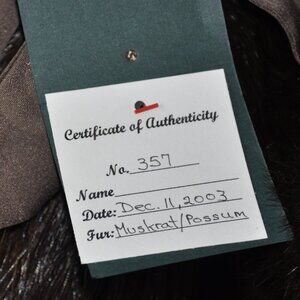 Certificate of Authenticity
No. 357
Name
Date: Dec. 11, 2003
Fur: Muskrat/Possum